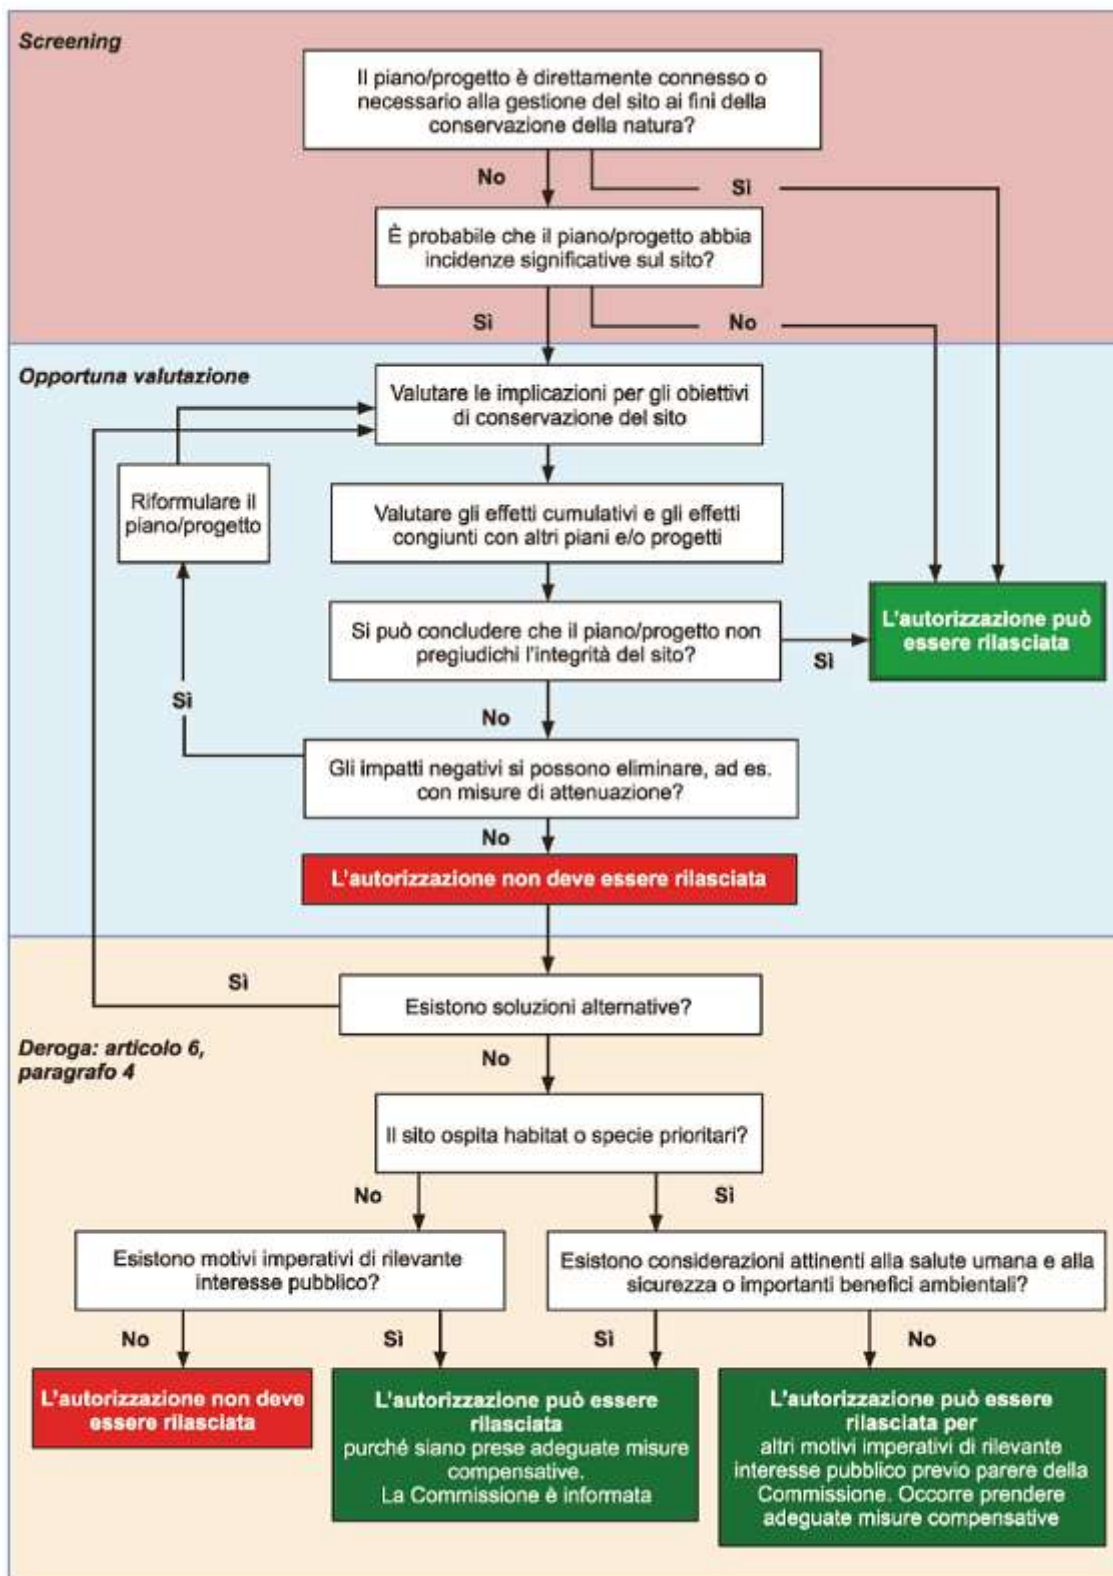 Screening
Il piano/progetto è direttamente connesso o
necessario alla gestione del sito ai fini della
conservazione della natura?
No
Sì
È probabile che il piano/progetto abbia
incidenze significative sul sito?
Sì
No
Opportuna valutazione
Valutare le implicazioni per gli obiettivi
di conservazione del sito
Riformulare il
piano/progetto
Valutare gli effetti cumulativi e gli effetti
congiunti con altri piani e/o progetti
Si può concludere che il piano/progetto non
pregiudichi l'integrità del sito?
Sì
L'autorizzazione può
essere rilasciata
Sì
No
Gli impatti negativi si possono eliminare, ad es.
con misure di attenuazione?
No
L'autorizzazione non deve essere rilasciata
Sì
Esistono soluzioni alternative?
Deroga: articolo 6,
paragrafo 4
No
Il sito ospita habitat o specie prioritari?
No
Sì
Esistono motivi imperativi di rilevante
interesse pubblico?
Esistono considerazioni attinenti alla salute umana e alla
sicurezza o importanti benefici ambientali?
No
Sì
Sì
No
L'autorizzazione non deve
essere rilasciata
L'autorizzazione può essere
rilasciata
purché siano prese adeguate misure
compensative.
La Commissione è informata
L'autorizzazione può essere
rilasciata per
altri motivi imperativi di rilevante
interesse pubblico previo parere della
Commissione. Occorre prendere
adeguate misure compensative